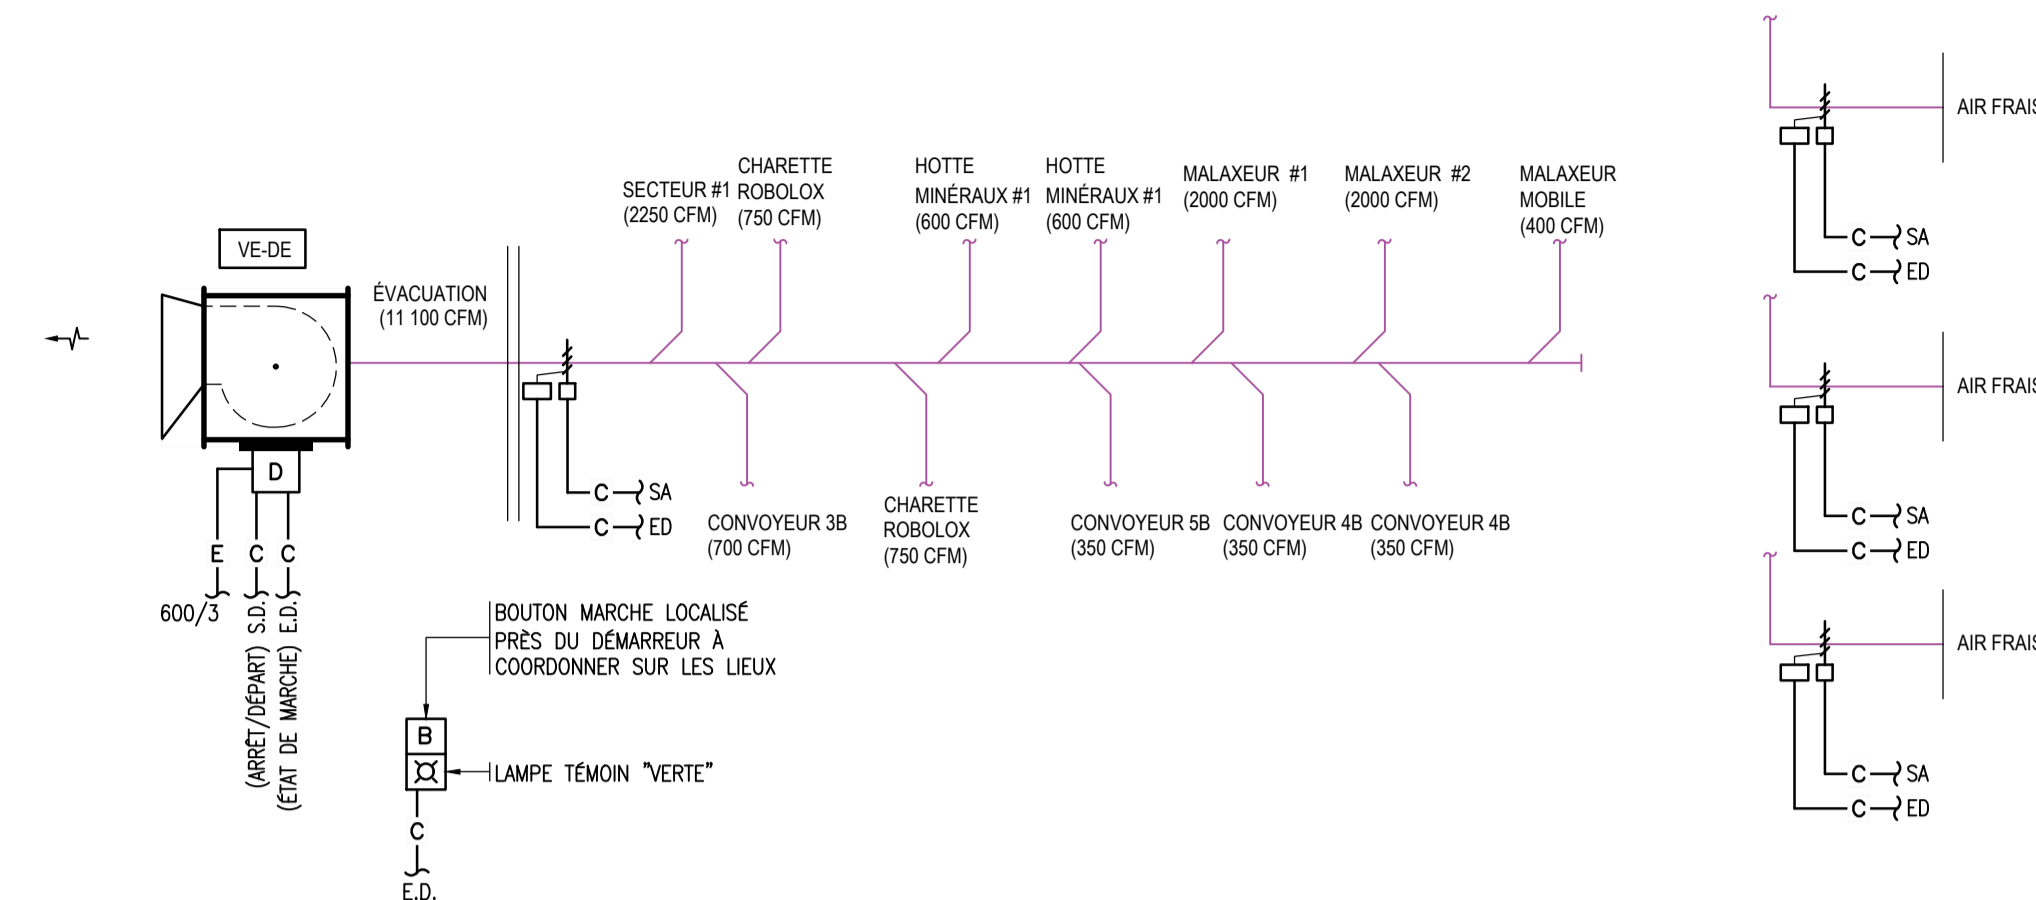 VE-DE
ÉVACUATION
(11 100 CFM)
SECTEUR #1
(2250 CFM)
CHARETTE
ROBOLOX
(750 CFM)
HOTTE
MINÉRAUX #1
(600 CFM)
HOTTE
MINÉRAUX #1
(600 CFM)
MALAXEUR #1
(2000 CFM)
MALAXEUR #2
(2000 CFM)
MALAXEUR
MOBILE
(400 CFM)
CONVOYEUR 3B
(700 CFM)
CHARETTE
ROBOLOX
(750 CFM)
CONVOYEUR 5B
(350 CFM)
CONVOYEUR 4B
(350 CFM)
CONVOYEUR 4B
(350 CFM)
C SA
C ED
D
E C C
600/3
(ARRÊT/DÉPART) S.D.
(ÉTAT DE MARCHE) E.D.
BOUTON MARCHE LOCALISÉ
PRÈS DU DÉMARREUR À
COORDONNER SUR LES LIEUX
B
LAMPE TÉMOIN "VERTE"
C
E.D.
AIR FRAIS
C SA
C ED
AIR FRAIS
C SA
C ED
AIR FRAIS
C SA
C ED